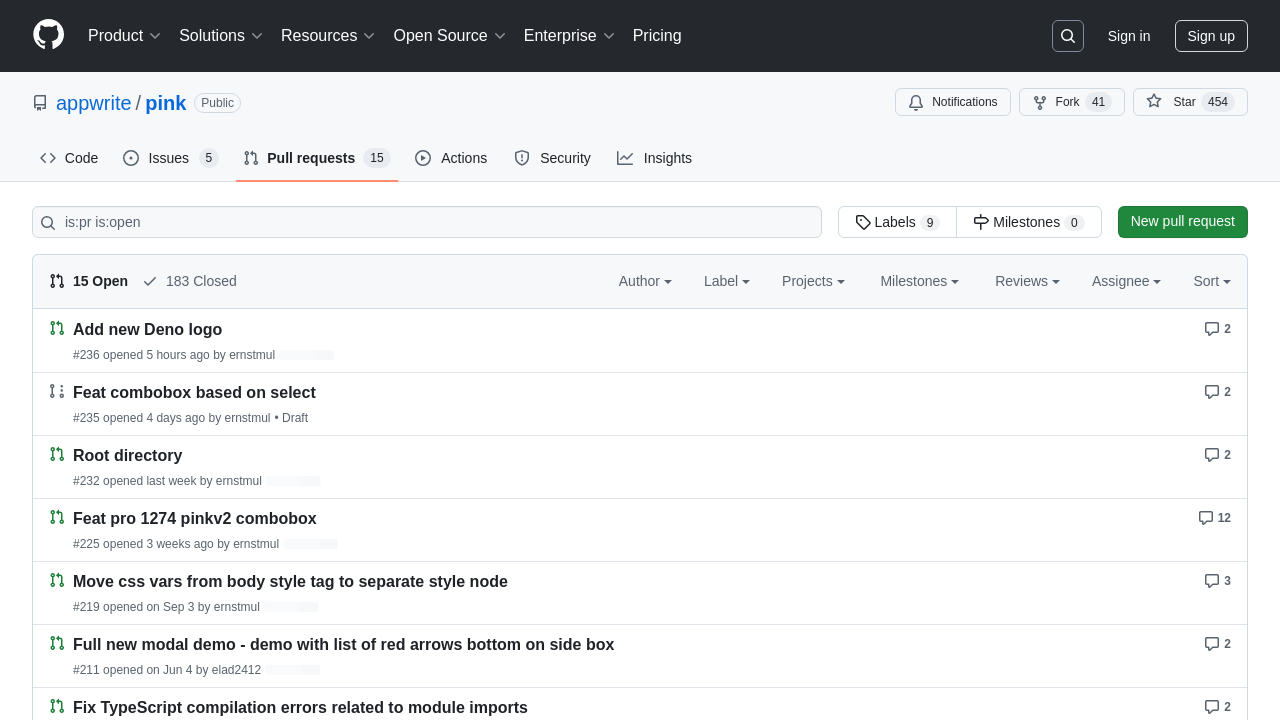 Product Solutions Resources Open Source Enterprise Pricing Sign in Sign up
appwrite / pink Public Notifications Fork 41 Star 454
Code Issues 5 Pull requests 15 Actions Security Insights
is:pr is:open Labels 9 Milestones 0 New pull request
15 Open 183 Closed Author Label Projects Milestones Reviews Assignee Sort
Add new Deno logo 2
#236 opened 5 hours ago by ernstmul
Feat combobox based on select 2
#235 opened 4 days ago by ernstmul • Draft
Root directory 2
#232 opened last week by ernstmul
Feat pro 1274 pinkv2 combobox 12
#225 opened 3 weeks ago by ernstmul
Move css vars from body style tag to separate style node 3
#219 opened on Sep 3 by ernstmul
Full new modal demo - demo with list of red arrows bottom on side box 2
#211 opened on Jun 4 by elad2412
Fix TypeScript compilation errors related to module imports 2